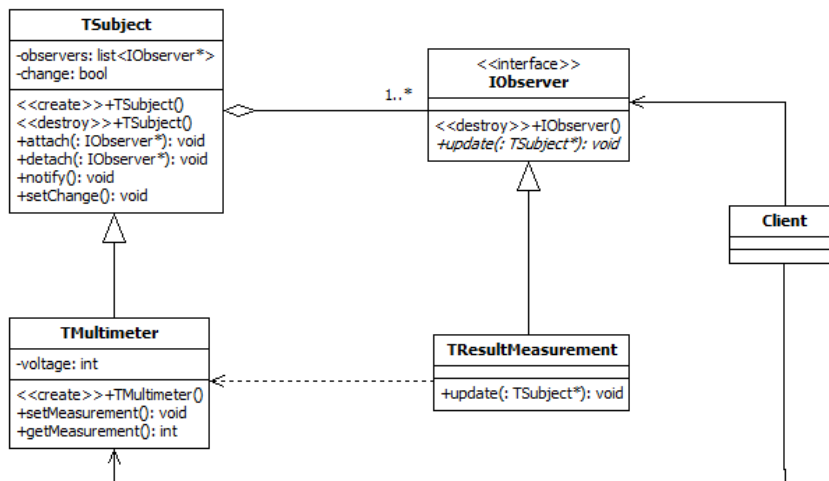 TSubject
-observers: list<IObserver*>
-change: bool
<<create>>+TSubject()
<<destroy>>+TSubject()
+attach(: IObserver*): void
+detach(: IObserver*): void
+notify(): void
+setChange(): void
1..*
<<interface>>
IObserver
<<destroy>>+IObserver()
+update(: TSubject*): void
Client
TMultimeter
-voltage: int
<<create>>+TMultimeter()
+setMeasurement(): void
+getMeasurement(): int
TResultMeasurement
+update(: TSubject*): void